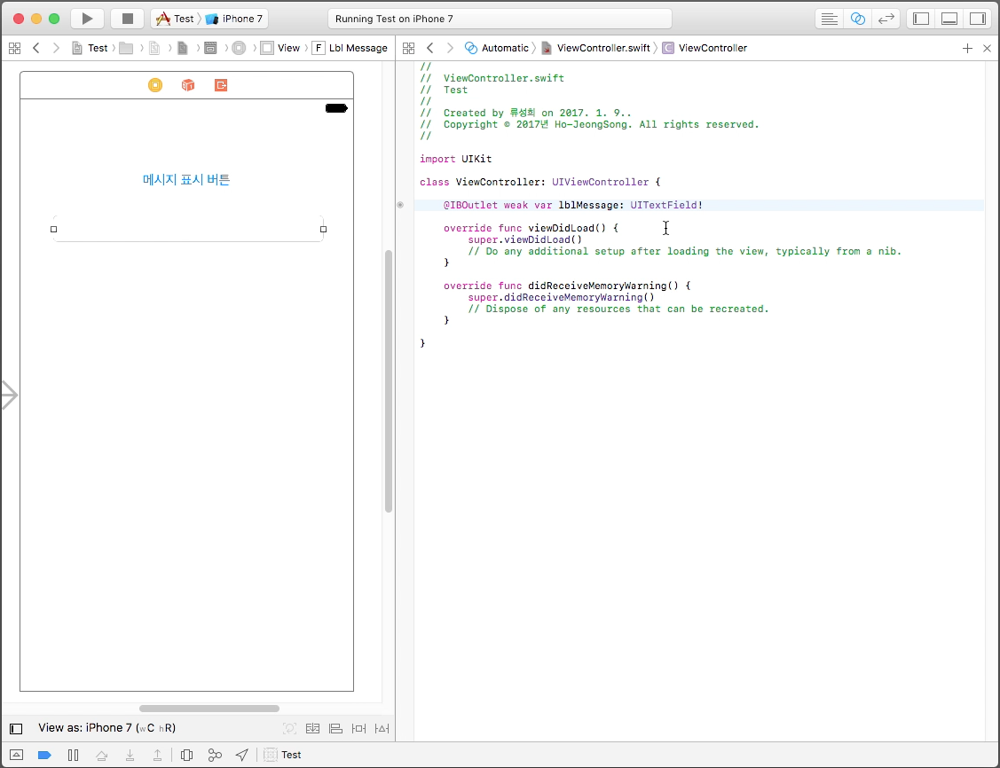 Test iPhone 7 Running Test on iPhone 7
Test View F Lbl Message Automatic ViewController.swift C ViewController
메시지 표시 버튼
//
// ViewController.swift
// Test
//
// Created by 류성희 on 2017. 1. 9..
// Copyright © 2017년 Ho-JeongSong. All rights reserved.
//
import UIKit
class ViewController: UIViewController {
@IBOutlet weak var lblMessage: UITextField!
override func viewDidLoad() {
super.viewDidLoad()
// Do any additional setup after loading the view, typically from a nib.
}
override func didReceiveMemoryWarning() {
super.didReceiveMemoryWarning()
// Dispose of any resources that can be recreated.
}
}
View as: iPhone 7 (wC hR)
Test